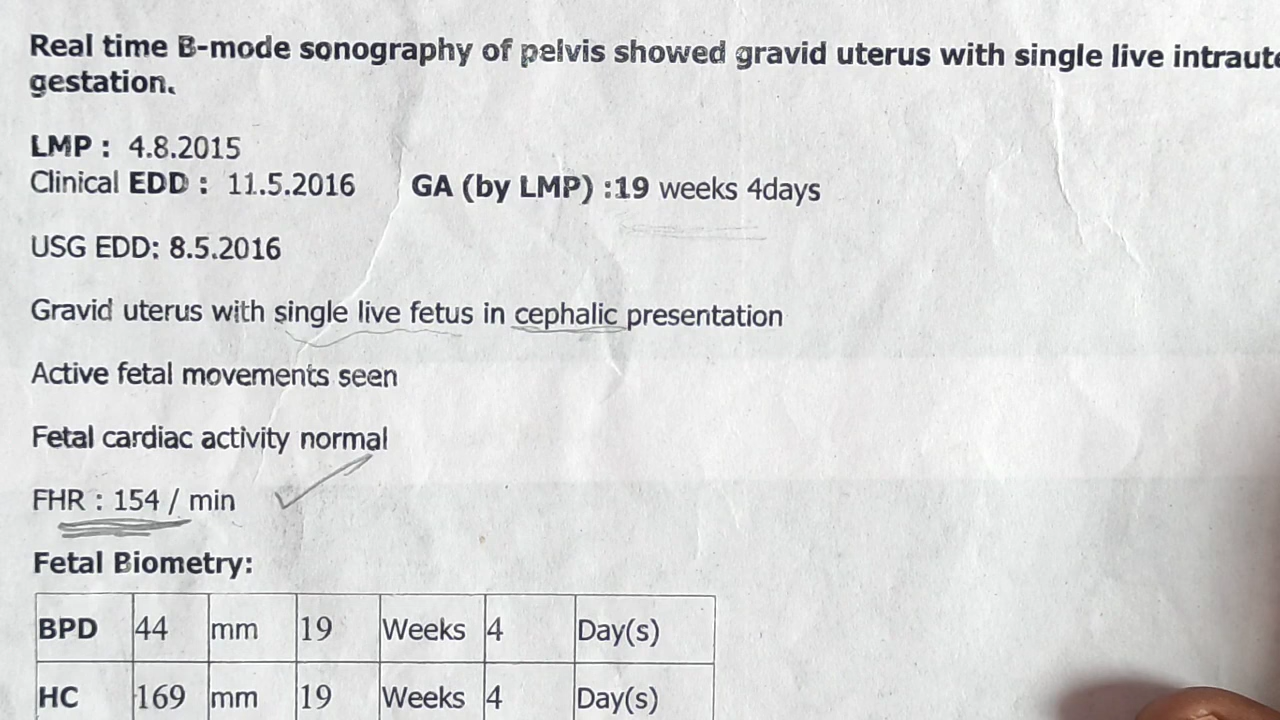 Real time B-mode sonography of pelvis showed gravid uterus with single live
gestation.
LMP : 4.8.2015
Clinical EDD : 11.5.2016 GA (by LMP) :19 weeks 4days
USG EDD: 8.5.2016
Gravid uterus with single live fetus in cephalic presentation
Active fetal movements seen
Fetal cardiac activity normal
FHR : 154 / min
Fetal Biometry:
BPD 44 mm 19 Weeks 4 Day(s)
HC 169 mm 19 Weeks 4 Day(s)